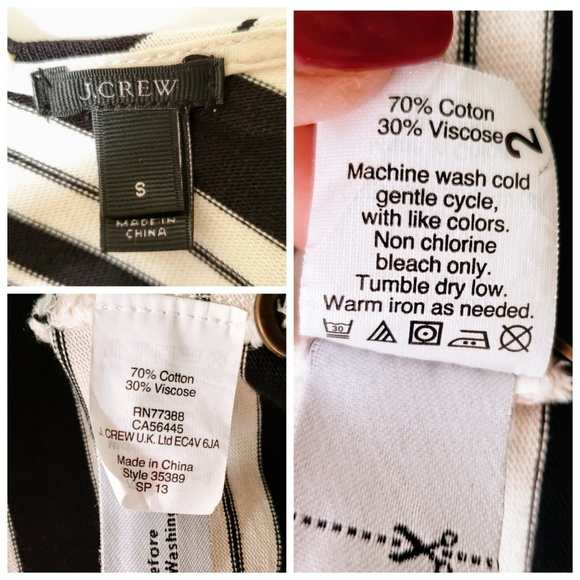 J.CREW
S
MADE IN
CHINA
70% Coton
30% Viscose
2
Machine wash cold
gentle cycle,
with like colors.
Non chlorine
bleach only.
Tumble dry low.
Warm iron as needed.
30
70% Cotton
30% Viscose
RN77388
CA56445
J. CREW U.K. Ltd EC4V 6JA
Made in China
Style 35389
SP 13
efore
Washin